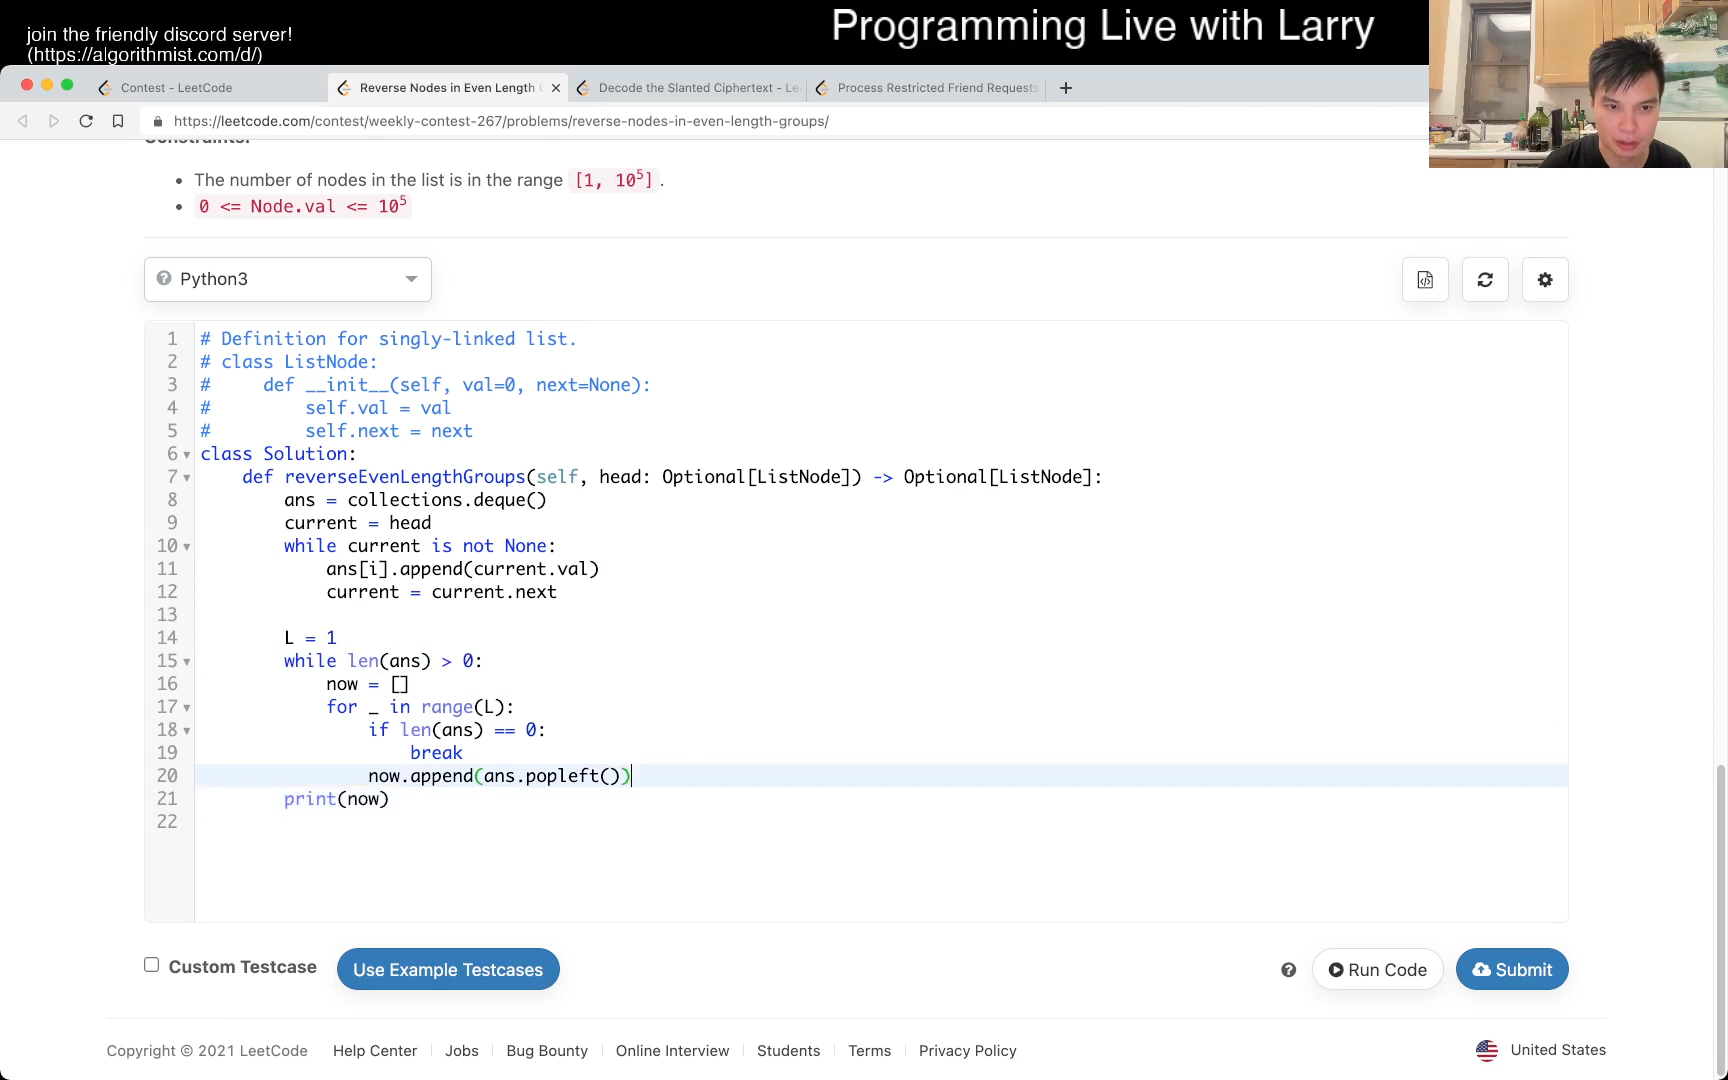 join the friendly discord server!
(https://algorithmist.com/d/)
Programming Live with Larry
Contest - LeetCode
Reverse Nodes in Even Length
Decode the Slanted Ciphertext - Le
Process Restricted Friend Requests
https://leetcode.com/contest/weekly-contest-267/problems/reverse-nodes-in-even-length-groups/
Constraints:
• The number of nodes in the list is in the range [1, 10⁵].
• 0 <= Node.val <= 10⁵
Python3
1 # Definition for singly-linked list.
2 # class ListNode:
3 #     def __init__(self, val=0, next=None):
4 #         self.val = val
5 #         self.next = next
6 class Solution:
7     def reverseEvenLengthGroups(self, head: Optional[ListNode]) -> Optional[ListNode]:
8         ans = collections.deque()
9         current = head
10         while current is not None:
11             ans[i].append(current.val)
12             current = current.next
13
14         L = 1
15         while len(ans) > 0:
16             now = []
17             for _ in range(L):
18                 if len(ans) == 0:
19                     break
20                 now.append(ans.popleft())
21         print(now)
22
Custom Testcase
Use Example Testcases
Run Code
Submit
Copyright © 2021 LeetCode
Help Center
Jobs
Bug Bounty
Online Interview
Students
Terms
Privacy Policy
United States